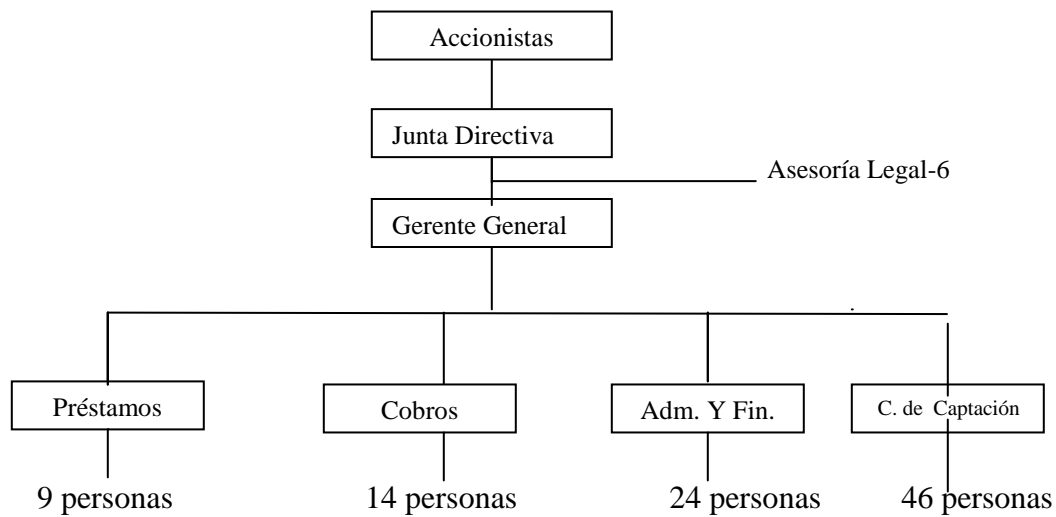 Accionistas
Junta Directiva
Asesoría Legal-6
Gerente General
Préstamos
Cobros
Adm. Y Fin.
C. de Captación
9 personas
14 personas
24 personas
46 personas